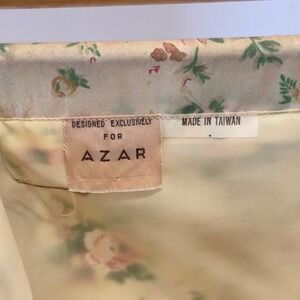 DESIGNED EXCLUSIVELY
FOR
AZAR
MADE IN TAIWAN